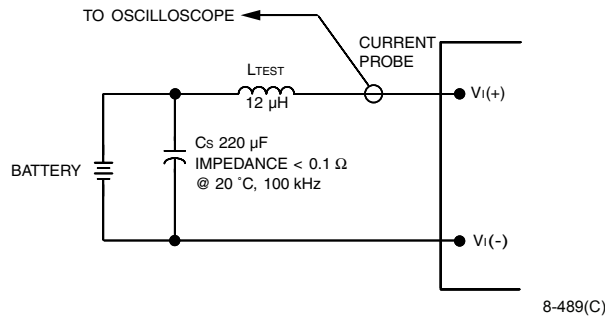 TO OSCILLOSCOPE
CURRENT
PROBE
LTEST
12 µH
VI(+)
CS 220 µF
IMPEDANCE < 0.1 Ω
@ 20 ˚C, 100 kHz
BATTERY
VI(-)
8-489(C)